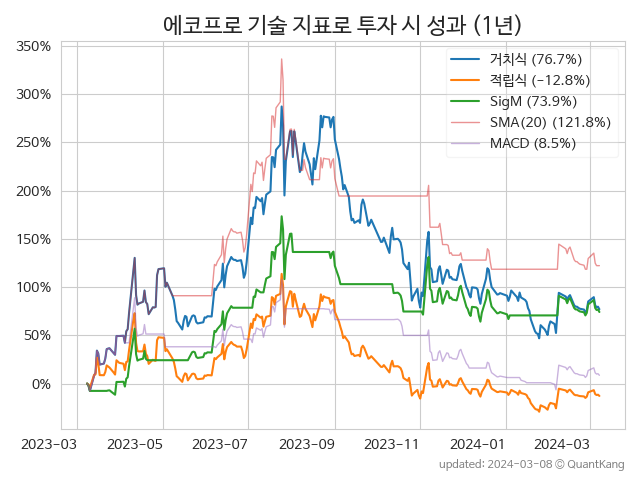 에코프로 기술 지표로 투자 시 성과 (1년)
350%
300%
250%
200%
150%
100%
50%
0%
거치식 (76.7%)
적립식 (-12.8%)
SigM (73.9%)
SMA(20) (121.8%)
MACD (8.5%)
2023-03 2023-05 2023-07 2023-09 2023-11 2024-01 2024-03
updated: 2024-03-08 © QuantKang